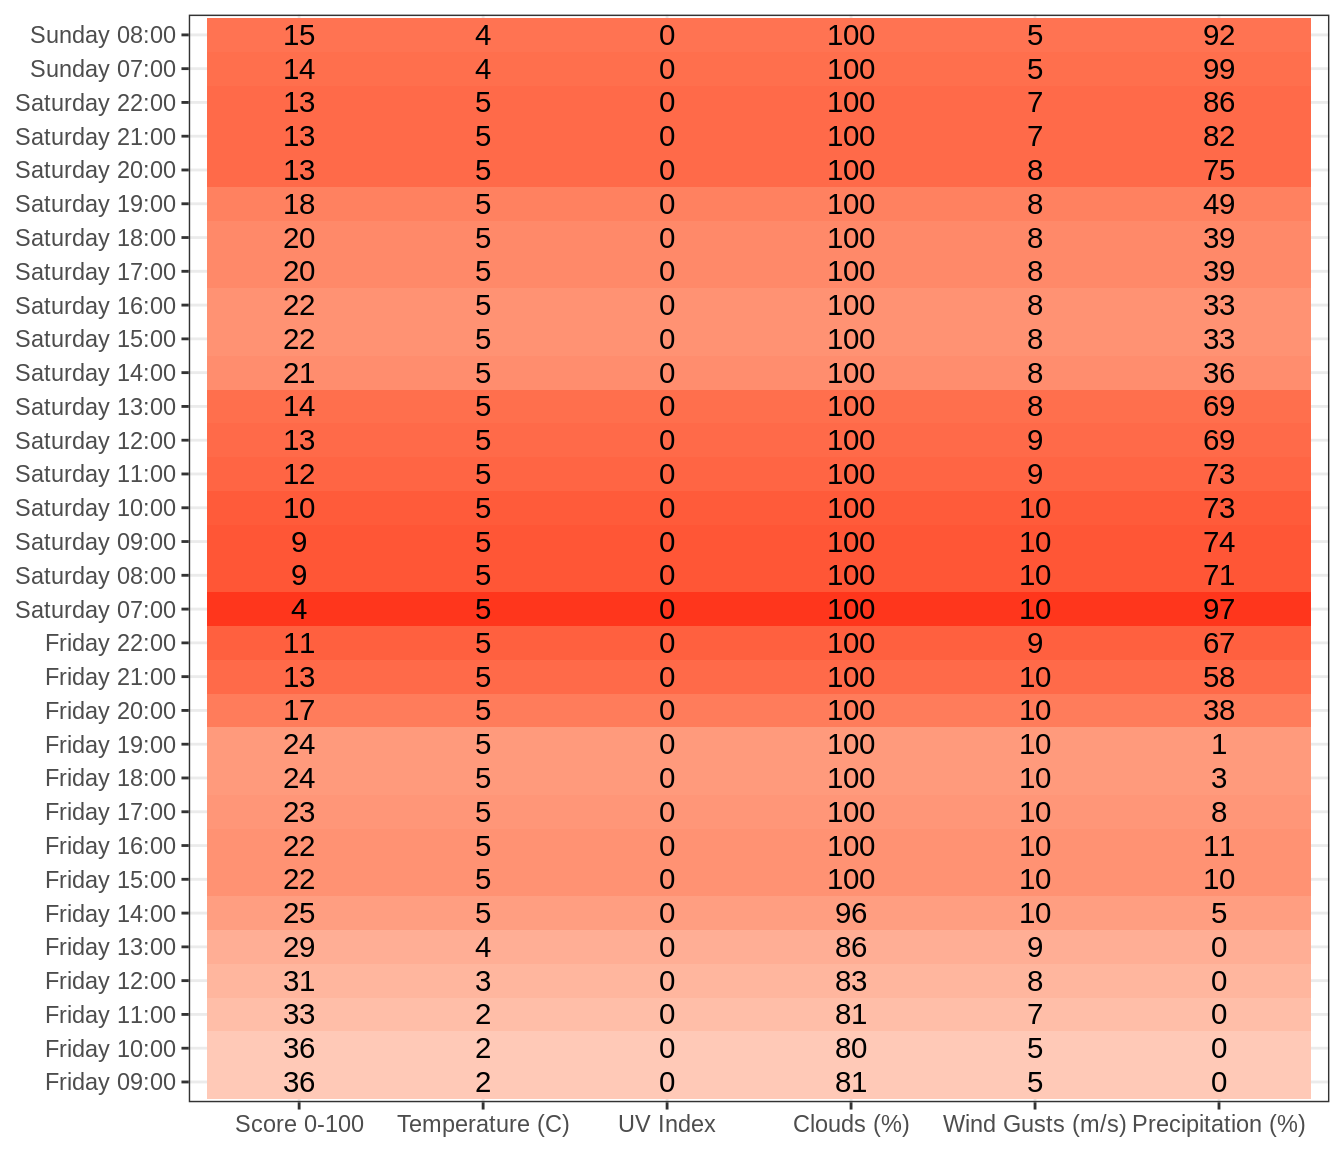 Sunday 08:00 15 4 0 100 5 92
Sunday 07:00 14 4 0 100 5 99
Saturday 22:00 13 5 0 100 7 86
Saturday 21:00 13 5 0 100 7 82
Saturday 20:00 13 5 0 100 8 75
Saturday 19:00 18 5 0 100 8 49
Saturday 18:00 20 5 0 100 8 39
Saturday 17:00 20 5 0 100 8 39
Saturday 16:00 22 5 0 100 8 33
Saturday 15:00 22 5 0 100 8 33
Saturday 14:00 21 5 0 100 8 36
Saturday 13:00 14 5 0 100 8 69
Saturday 12:00 13 5 0 100 9 69
Saturday 11:00 12 5 0 100 9 73
Saturday 10:00 10 5 0 100 10 73
Saturday 09:00 9 5 0 100 10 74
Saturday 08:00 9 5 0 100 10 71
Saturday 07:00 4 5 0 100 10 97
Friday 22:00 11 5 0 100 9 67
Friday 21:00 13 5 0 100 10 58
Friday 20:00 17 5 0 100 10 38
Friday 19:00 24 5 0 100 10 1
Friday 18:00 24 5 0 100 10 3
Friday 17:00 23 5 0 100 10 8
Friday 16:00 22 5 0 100 10 11
Friday 15:00 22 5 0 100 10 10
Friday 14:00 25 5 0 96 10 5
Friday 13:00 29 4 0 86 9 0
Friday 12:00 31 3 0 83 8 0
Friday 11:00 33 2 0 81 7 0
Friday 10:00 36 2 0 80 5 0
Friday 09:00 36 2 0 81 5 0
Score 0-100 Temperature (C) UV Index Clouds (%) Wind Gusts (m/s) Precipitation (%)